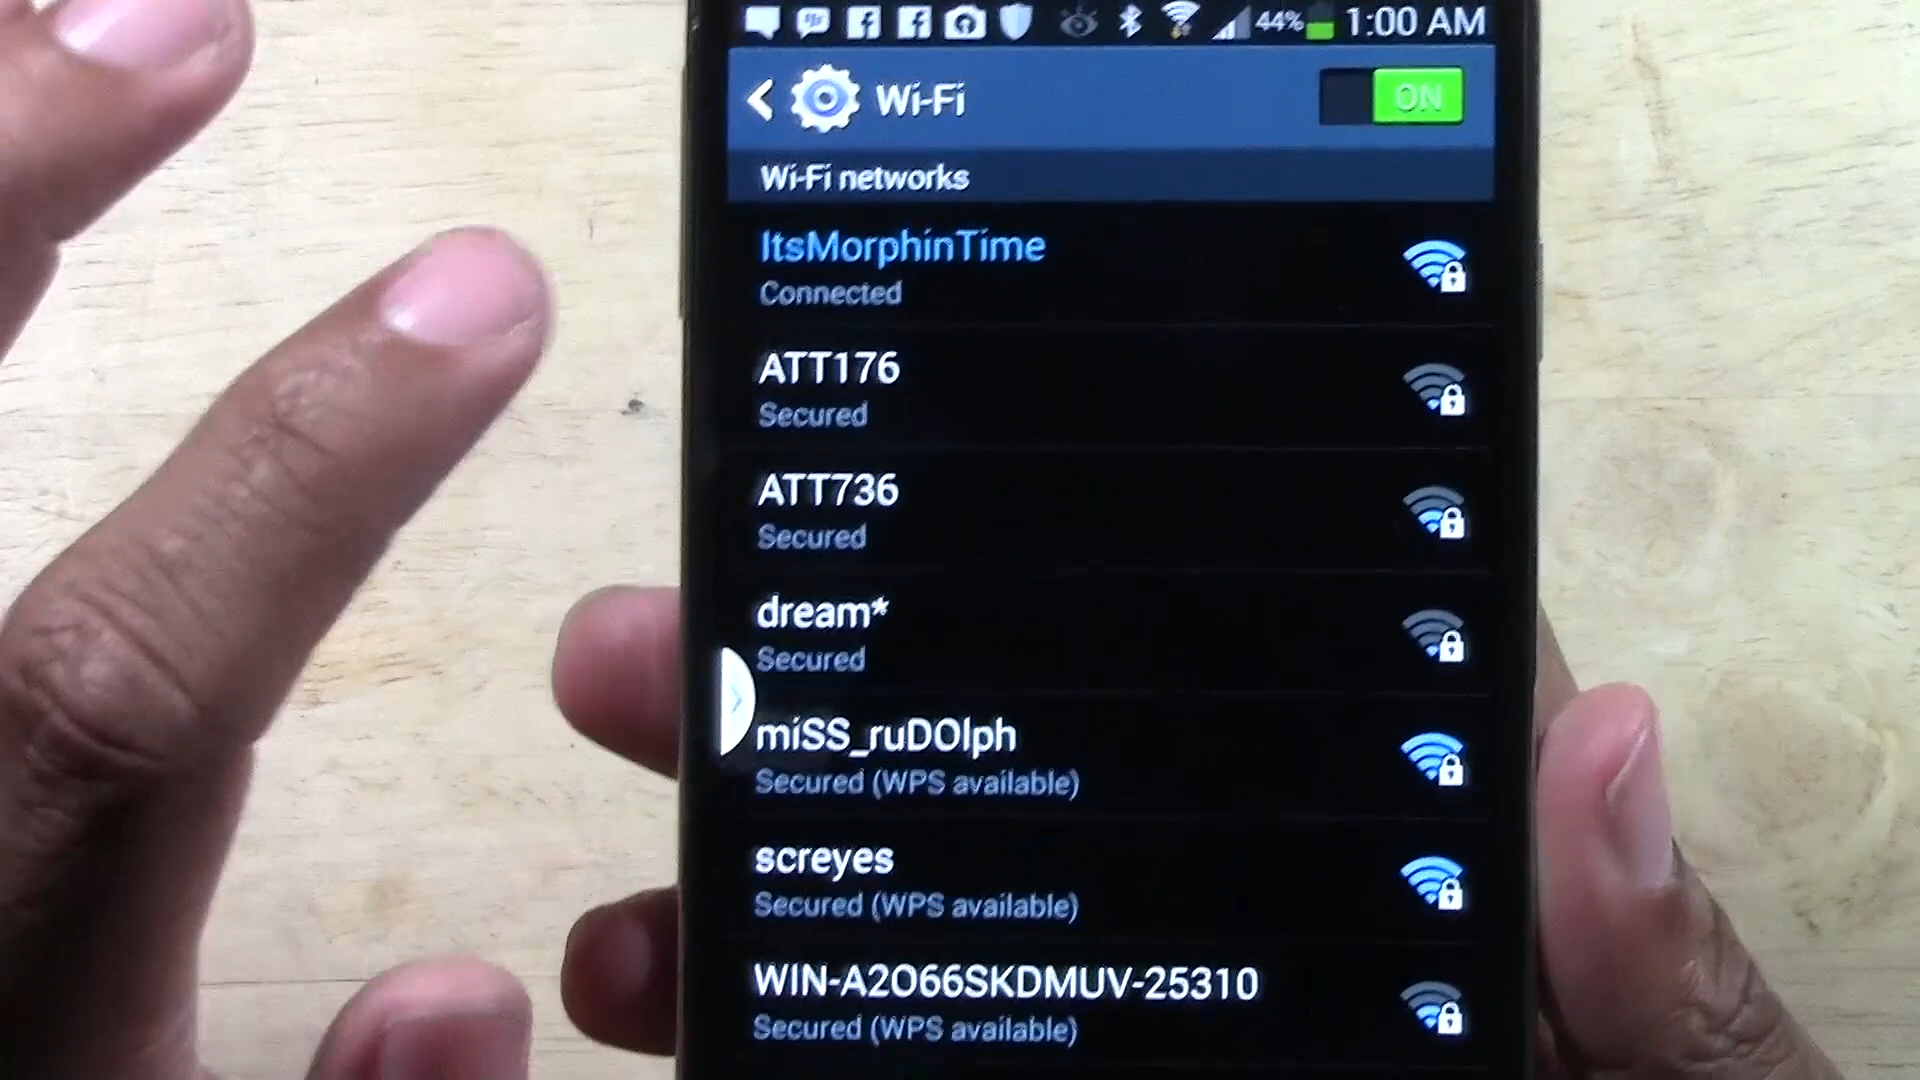 44% 1:00 AM
Wi-Fi ON
Wi-Fi networks
ItsMorphinTime
Connected
ATT176
Secured
ATT736
Secured
dream*
Secured
miSS_ruDOlph
Secured (WPS available)
screyes
Secured (WPS available)
WIN-A2O66SKDMUV-25310
Secured (WPS available)